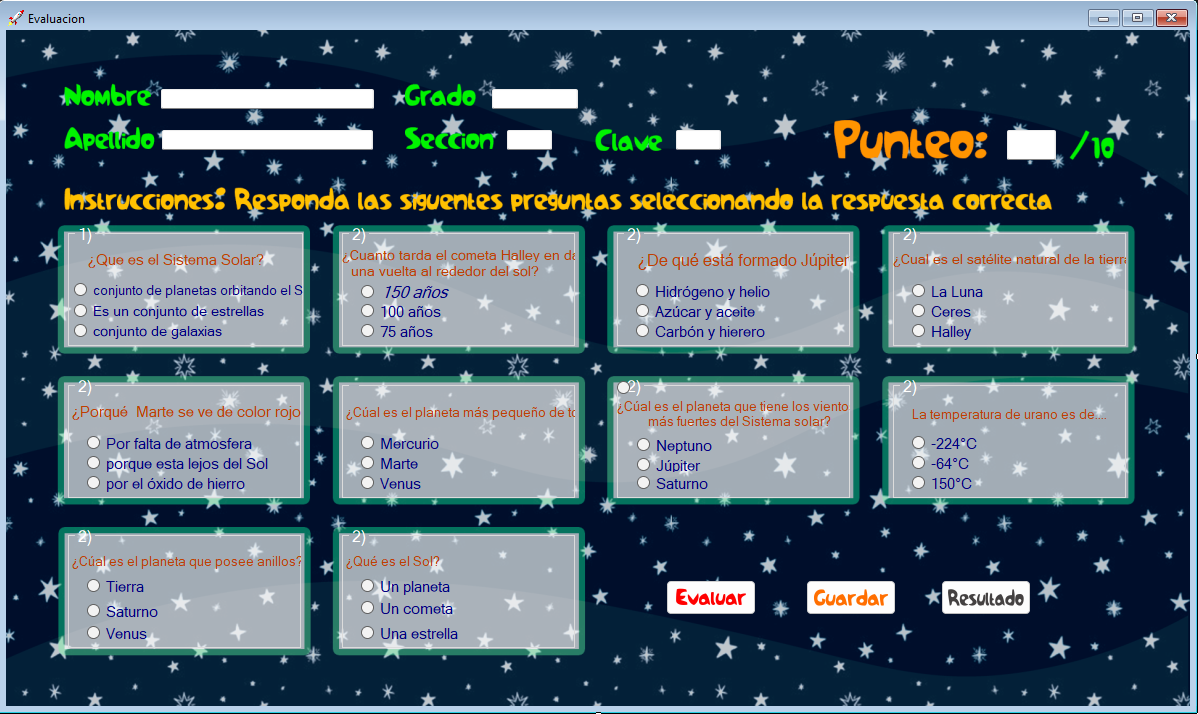 Evaluacion
Nombre
Grado
Apellido
Seccion
Clave
Punteo:
/10
Instrucciones: Responda las siguentes preguntas seleccionando la respuesta correcta
1)
¿Que es el Sistema Solar?
conjunto de planetas orbitando el S
Es un conjunto de estrellas
conjunto de galaxias
2)
¿Cuanto tarda el cometa Halley en da
una vuelta al rededor del sol?
150 años
100 años
75 años
2)
¿De qué está formado Júpiter
Hidrógeno y helio
Azúcar y aceite
Carbón y hierero
2)
¿Cual es el satélite natural de la tierra
La Luna
Ceres
Halley
2)
¿Porqué Marte se ve de color rojo
Por falta de atmosfera
porque esta lejos del Sol
por el óxido de hierro
2)
¿Cúal es el planeta más pequeño de to
Mercurio
Marte
Venus
2)
¿Cúal es el planeta que tiene los viento
más fuertes del Sistema solar?
Neptuno
Júpiter
Saturno
2)
La temperatura de urano es de....
-224°C
-64°C
150°C
2)
¿Cúal es el planeta que posee anillos?
Tierra
Saturno
Venus
2)
¿Qué es el Sol?
Un planeta
Un cometa
Una estrella
Evaluar
Guardar
Resultado